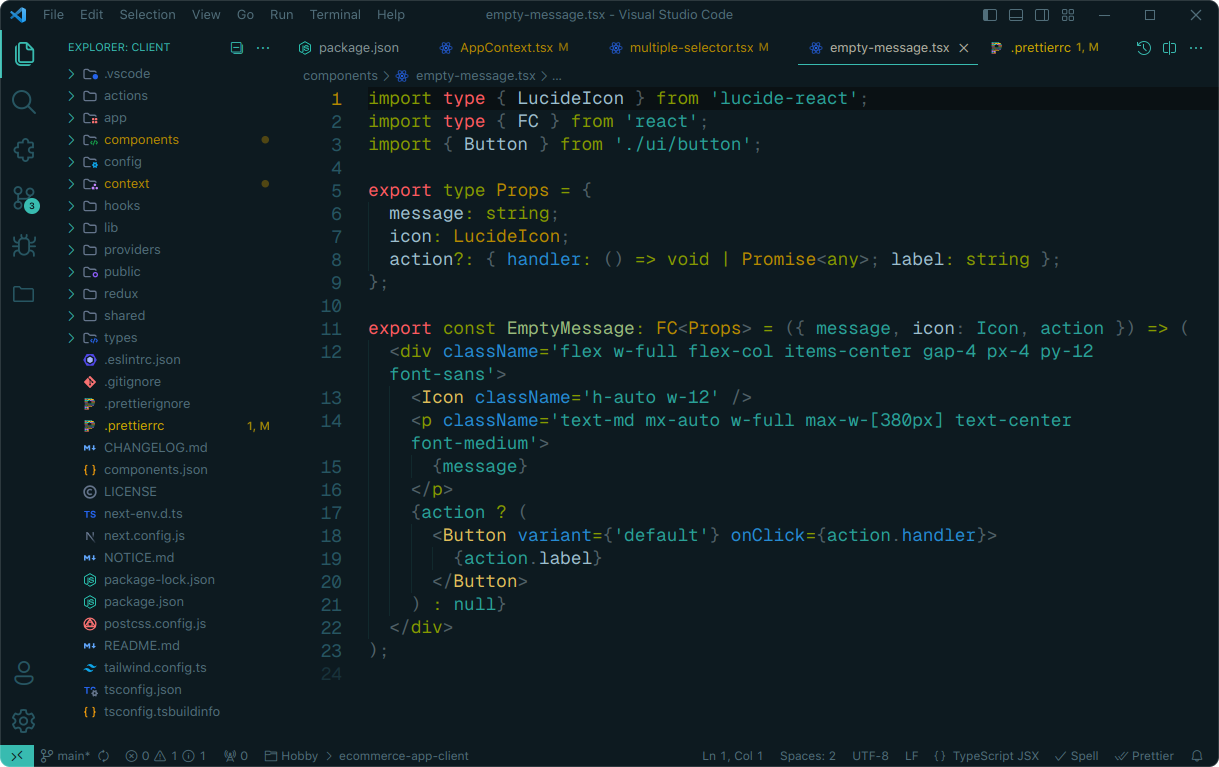 File Edit Selection View Go Run Terminal Help empty-message.tsx - Visual Studio Code
EXPLORER: CLIENT
package.json AppContext.tsx M multiple-selector.tsx M empty-message.tsx .prettierrc 1, M
components > empty-message.tsx > ...
.vscode
actions
app
components
config
context
hooks
lib
providers
public
redux
shared
types
.eslintrc.json
.gitignore
.prettierignore
.prettierrc 1, M
CHANGELOG.md
components.json
LICENSE
next-env.d.ts
next.config.js
NOTICE.md
package-lock.json
package.json
postcss.config.js
README.md
tailwind.config.ts
tsconfig.json
tsconfig.tsbuildinfo
3
1 import type { LucideIcon } from 'lucide-react';
2 import type { FC } from 'react';
3 import { Button } from './ui/button';
4
5 export type Props = {
6 message: string;
7 icon: LucideIcon;
8 action?: { handler: () => void | Promise<any>; label: string };
9 };
10
11 export const EmptyMessage: FC<Props> = ({ message, icon: Icon, action }) => (
12 <div className='flex w-full flex-col items-center gap-4 px-4 py-12
font-sans'>
13 <Icon className='h-auto w-12' />
14 <p className='text-md mx-auto w-full max-w-[380px] text-center
font-medium'>
15 {message}
16 </p>
17 {action ? (
18 <Button variant={'default'} onClick={action.handler}>
19 {action.label}
20 </Button>
21 ) : null}
22 </div>
23 );
24
main* 0 1 1 0 Hobby > ecommerce-app-client Ln 1, Col 1 Spaces: 2 UTF-8 LF { } TypeScript JSX Spell Prettier